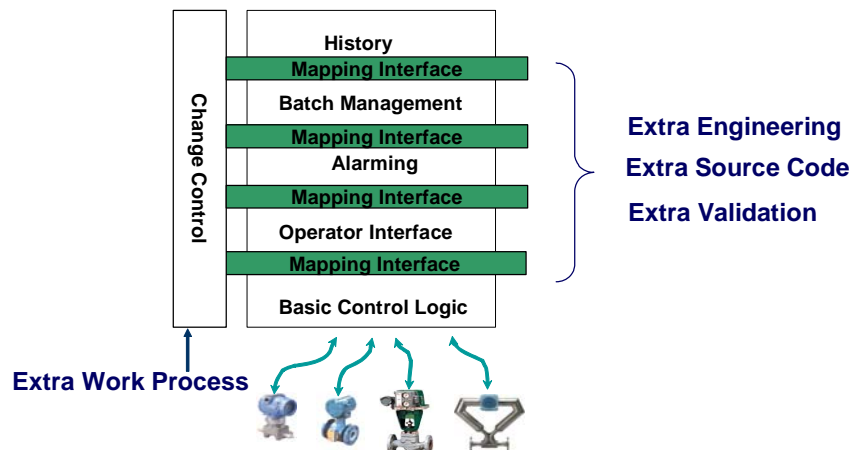 Change Control
History
Mapping Interface
Batch Management
Mapping Interface
Alarming
Mapping Interface
Operator Interface
Mapping Interface
Basic Control Logic
Extra Engineering
Extra Source Code
Extra Validation
Extra Work Process